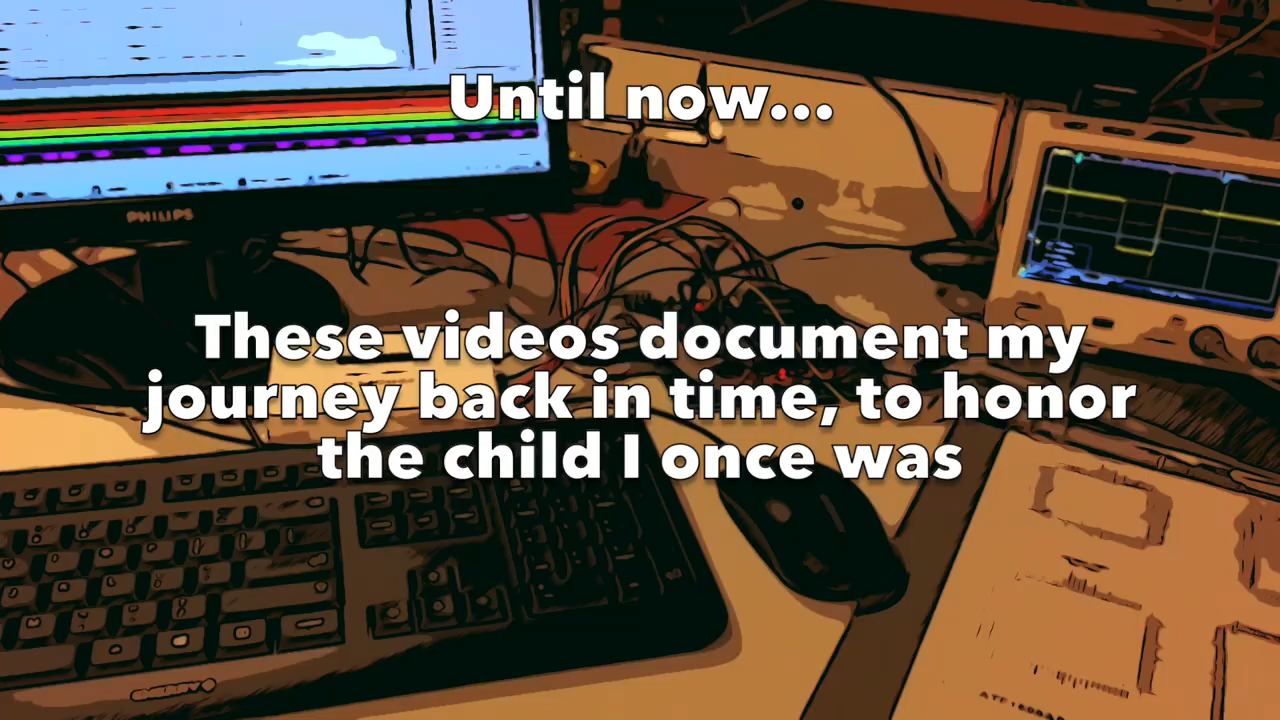 Until now...
PHILIPS
These videos document my
journey back in time, to honor
the child I once was
CHERRY